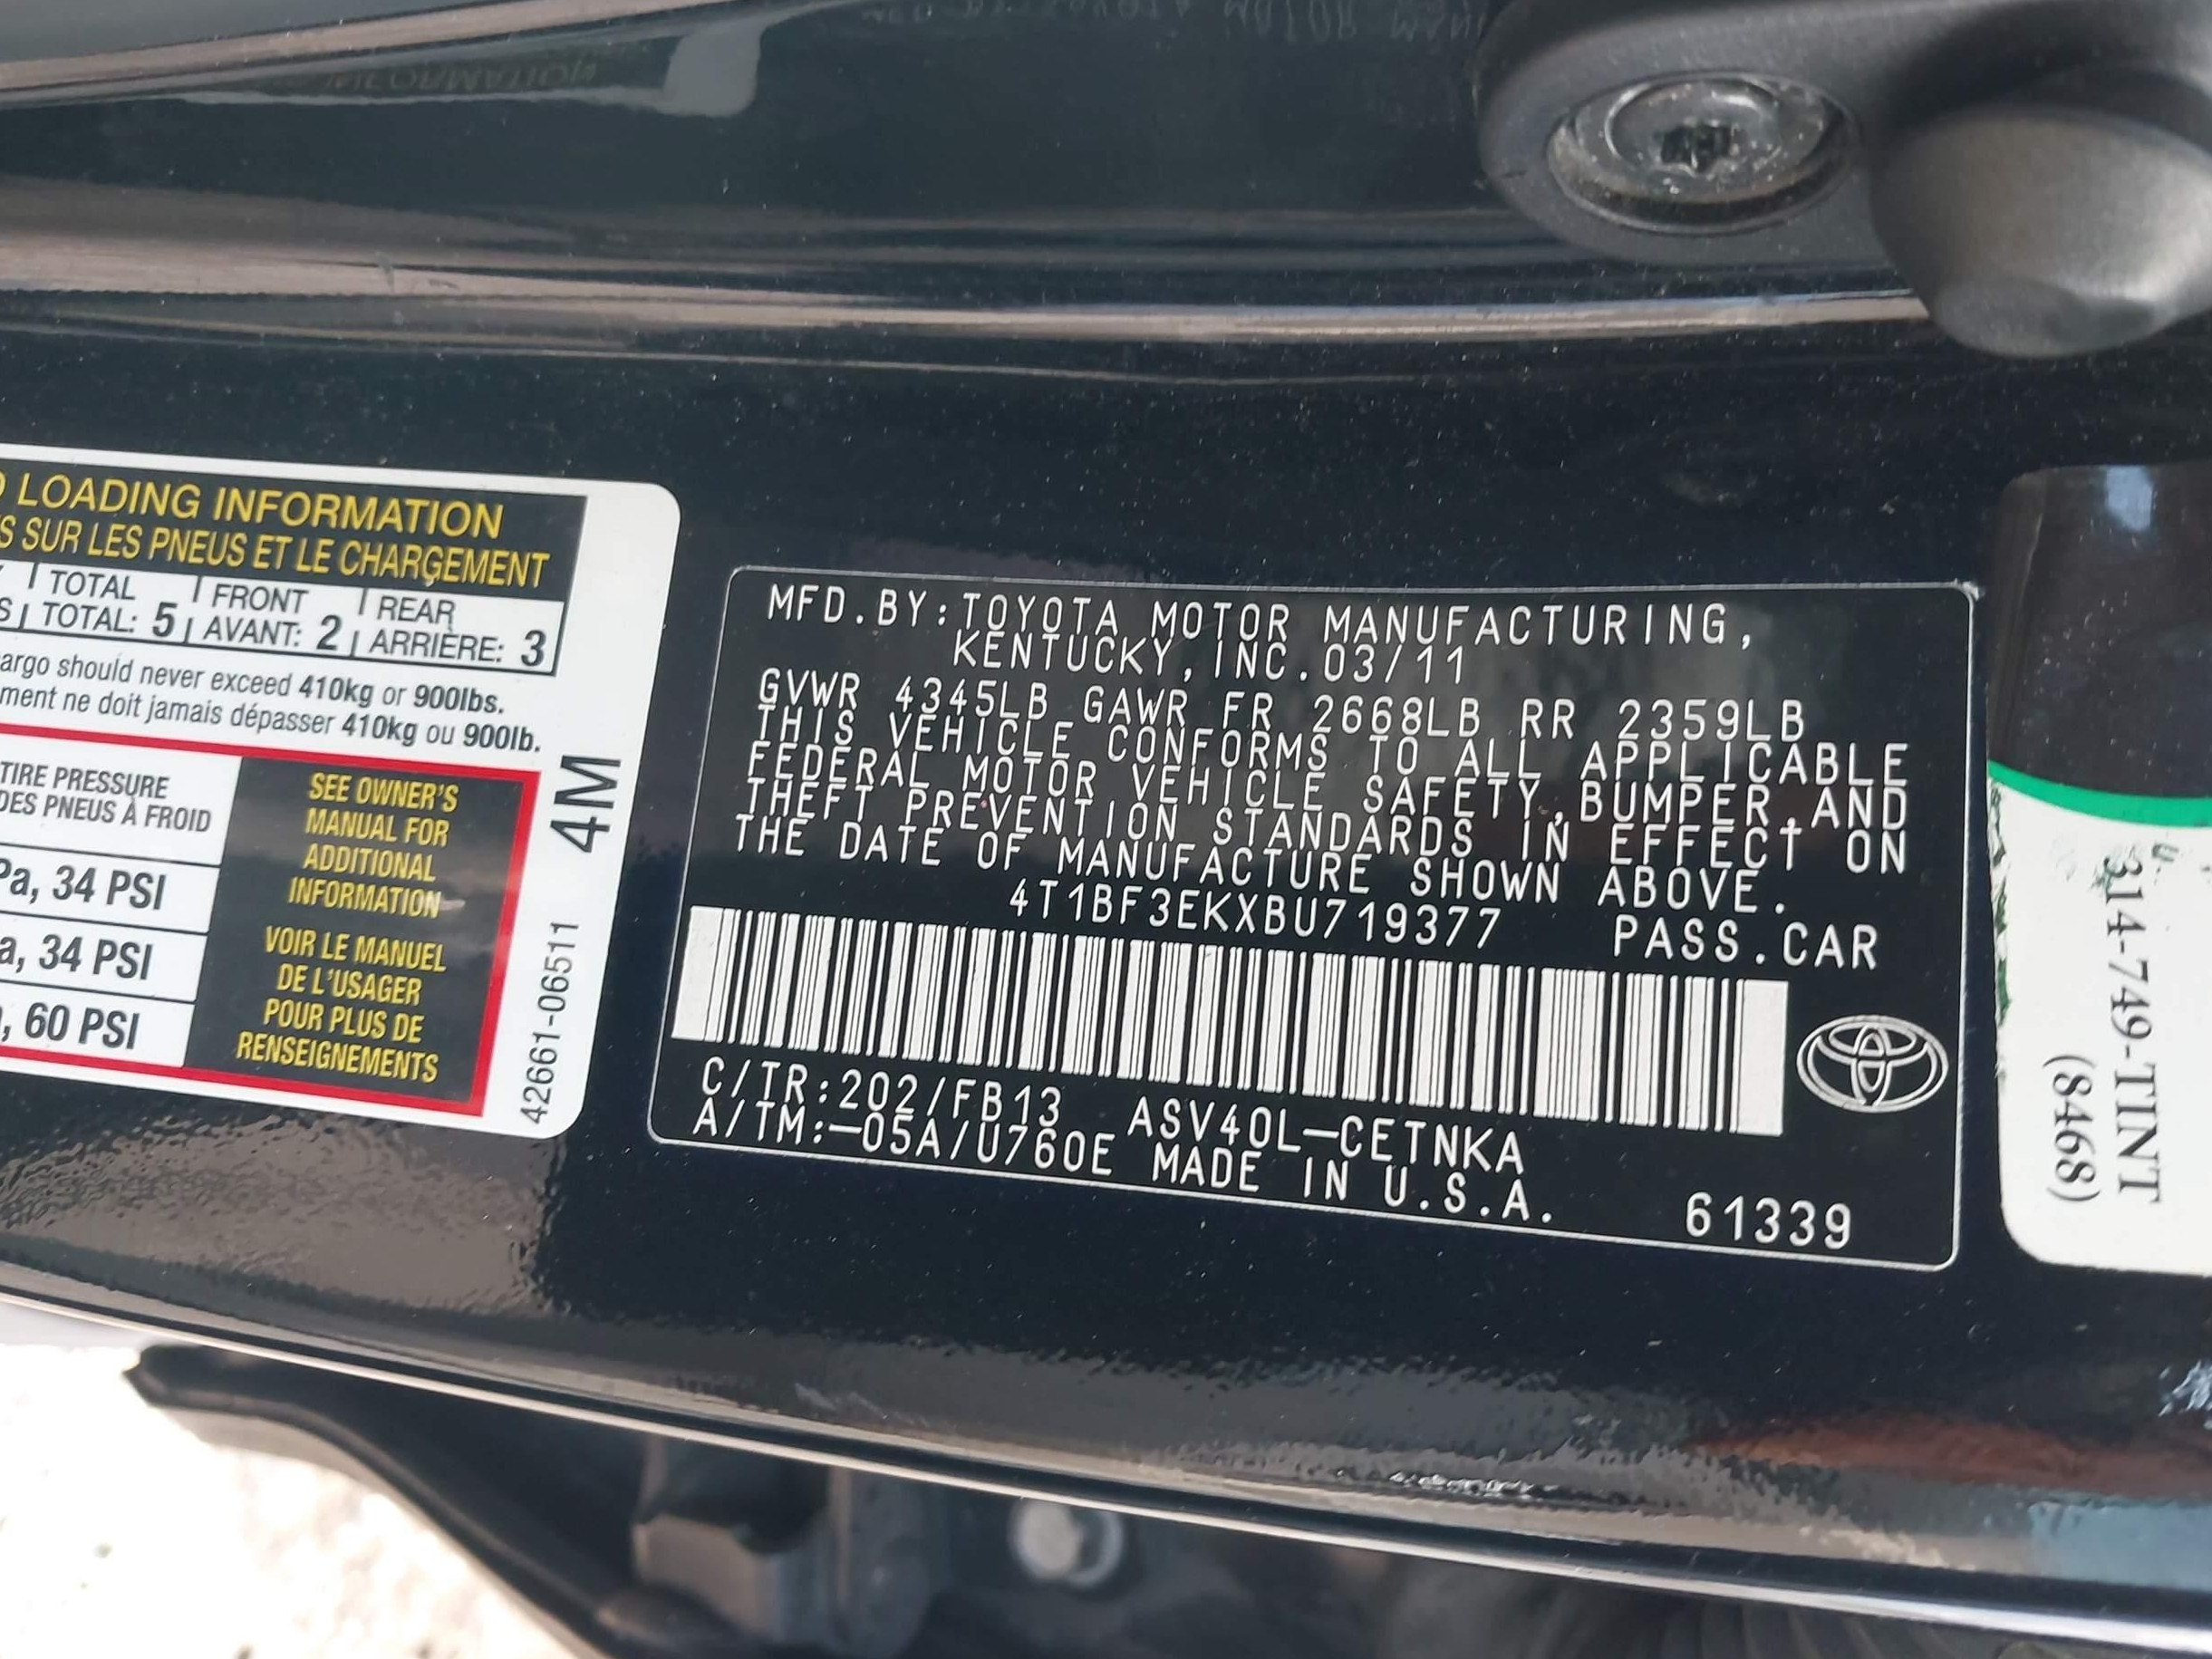 LOADING INFORMATION
SUR LES PNEUS ET LE CHARGEMENT
TOTAL FRONT REAR
TOTAL: 5 AVANT: 2 ARRIÈRE: 3
should never exceed 410kg or 900lbs.
ne doit jamais dépasser 410kg ou 900lb.
TIRE PRESSURE
DES PNEUS À FROID
34 PSI
34 PSI
60 PSI
SEE OWNER'S
MANUAL FOR
ADDITIONAL
INFORMATION
VOIR LE MANUEL
DE L'USAGER
POUR PLUS DE
RENSEIGNEMENTS
4M
42661-06511
MFD.BY:TOYOTA MOTOR MANUFACTURING,
KENTUCKY,INC.03/11
GVWR 4345LB GAWR FR 2668LB RR 2359LB
THIS VEHICLE CONFORMS TO ALL APPLICABLE
FEDERAL MOTOR VEHICLE SAFETY,BUMPER,AND
THEFT PREVENTION STANDARDS IN EFFECT ON
THE DATE OF MANUFACTURE SHOWN ABOVE.
4T1BF3EKXBU719377 PASS.CAR
C/TR:202/FB13 ASV40L-CETNKA
A/TM:-05A/U760E MADE IN U.S.A.
61339
314-749-TINT
(8468)